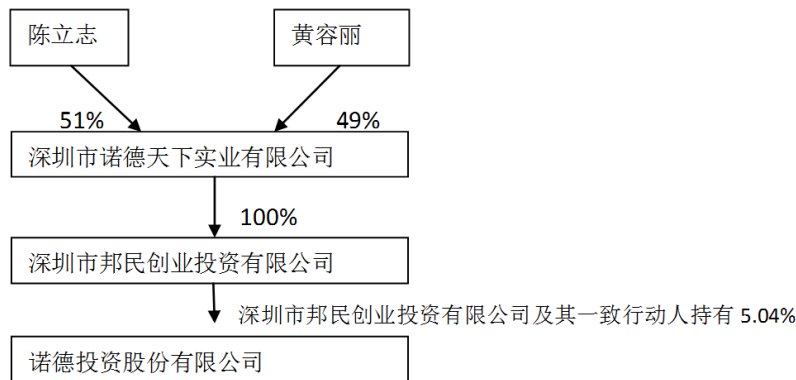 陈立志
黄容丽
51%
49%
深圳市诺德天下实业有限公司
100%
深圳市邦民创业投资有限公司
深圳市邦民创业投资有限公司及其一致行动人持有 5.04%
诺德投资股份有限公司